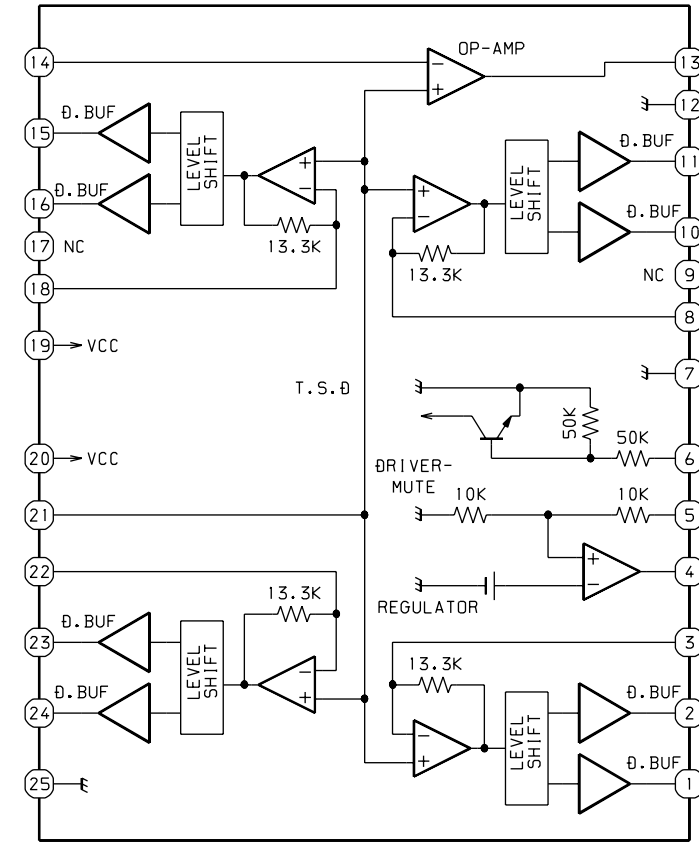 14
OP-AMP
−
+
13
12
D.BUF
15
LEVEL
SHIFT
+
−
D.BUF
11
D.BUF
16
13.3K
+
−
LEVEL
SHIFT
D.BUF
10
17 NC
13.3K
NC 9
18
8
19 VCC
7
T.S.D
50K
50K
6
20 VCC
DRIVER-
MUTE
10K
10K
5
21
22
+
−
4
REGULATOR
13.3K
D.BUF
23
LEVEL
SHIFT
3
13.3K
−
+
D.BUF
24
D.BUF
2
−
+
LEVEL
SHIFT
D.BUF
1
25